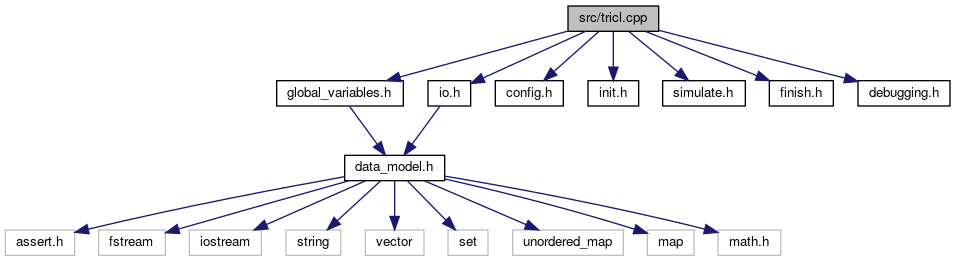 src/tricl.cpp
global_variables.h
io.h
config.h
init.h
simulate.h
finish.h
debugging.h
data_model.h
assert.h
fstream
iostream
string
vector
set
unordered_map
map
math.h